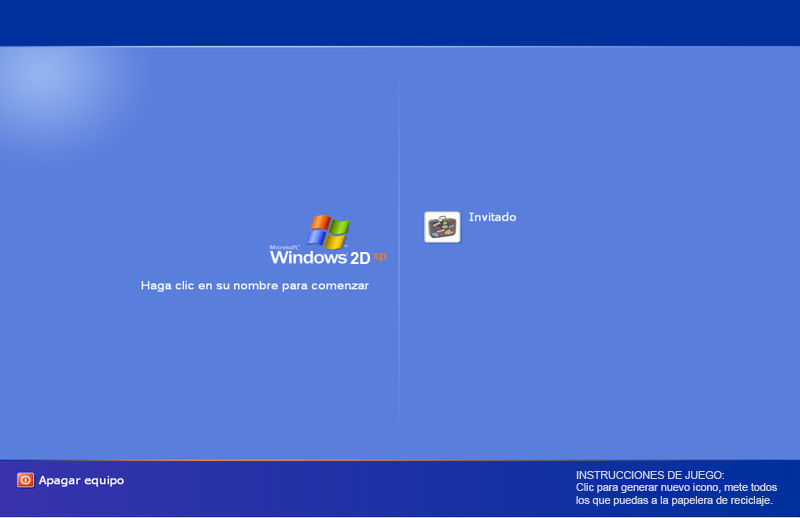 Invitado
Microsoft
Windows 2D xp
Haga clic en su nombre para comenzar
Apagar equipo
INSTRUCCIONES DE JUEGO:
Clic para generar nuevo icono, mete todos
los que puedas a la papelera de reciclaje.